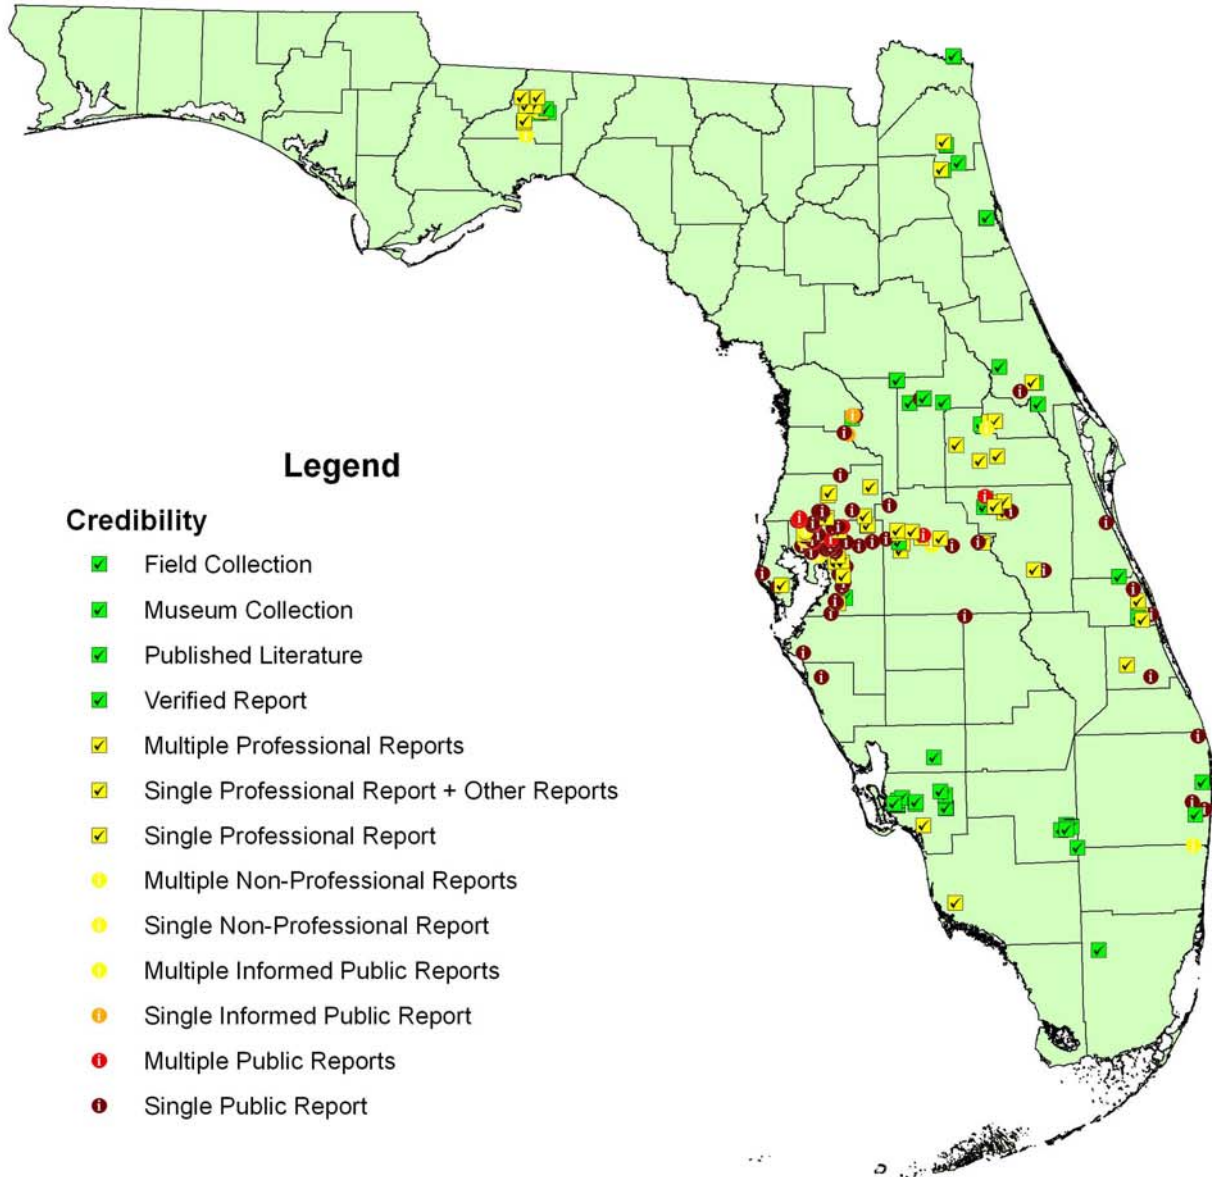 Legend
Credibility
Field Collection
Museum Collection
Published Literature
Verified Report
Multiple Professional Reports
Single Professional Report + Other Reports
Single Professional Report
Multiple Non-Professional Reports
Single Non-Professional Report
Multiple Informed Public Reports
Single Informed Public Report
Multiple Public Reports
Single Public Report